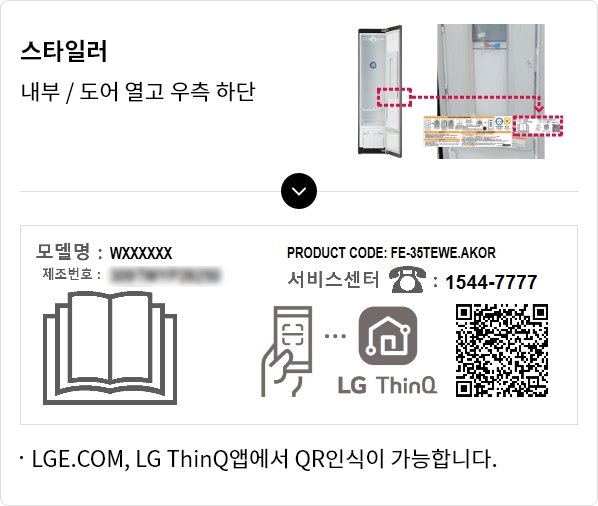 스타일러
내부 / 도어 열고 우측 하단
모델명 : WXXXXXX
제조번호 :
PRODUCT CODE: FE-35TEWE.AKOR
서비스센터 : 1544-7777
LG ThinQ
· LGE.COM, LG ThinQ앱에서 QR인식이 가능합니다.